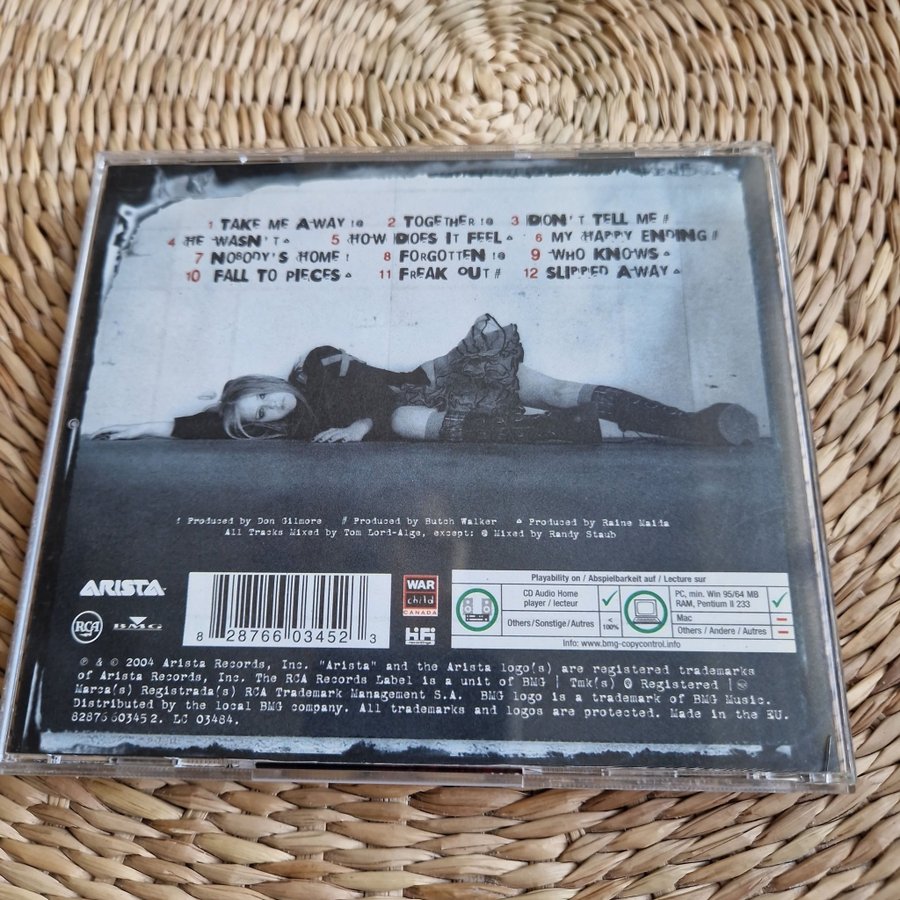 1 TAKE ME AWAY !@ 2 TOGETHER !@ 3 DON'T TELL ME #
4 HE WASN'T ^ 5 HOW DOES IT FEEL ^ 6 MY HAPPY ENDING #
7 NOBODY'S HOME ! 8 FORGOTTEN !@ 9 WHO KNOWS ^
10 FALL TO PIECES ^ 11 FREAK OUT # 12 SLIPPED AWAY ^
! Produced by Don Gilmore # Produced by Butch Walker ^ Produced by Raine Maida
All Tracks Mixed by Tom Lord-Alge, except: @ Mixed by Randy Staub
ARISTA
RCA BMG
8 28766 03452 3
WAR
child
CANADA
Playability on / Abspielbarkeit auf / Lecture sur
CD Audio Home
player / lecteur
Others/Sonstige/Autres < 100%
PC, min. Win 95/64 MB
RAM, Pentium II 233
Mac
Others / Andere / Autres
Info: www.bmg-copycontrol.info
℗ & © 2004 Arista Records, Inc. "Arista" and the Arista logo(s) are registered trademarks
of Arista Records, Inc. The RCA Records Label is a unit of BMG | Tmk(s) ® Registered |
Marca(s) Registrada(s) RCA Trademark Management S.A. BMG logo is a trademark of BMG Music.
Distributed by the local BMG company. All trademarks and logos are protected. Made in the EU.
82876 60345 2. LC 03484.